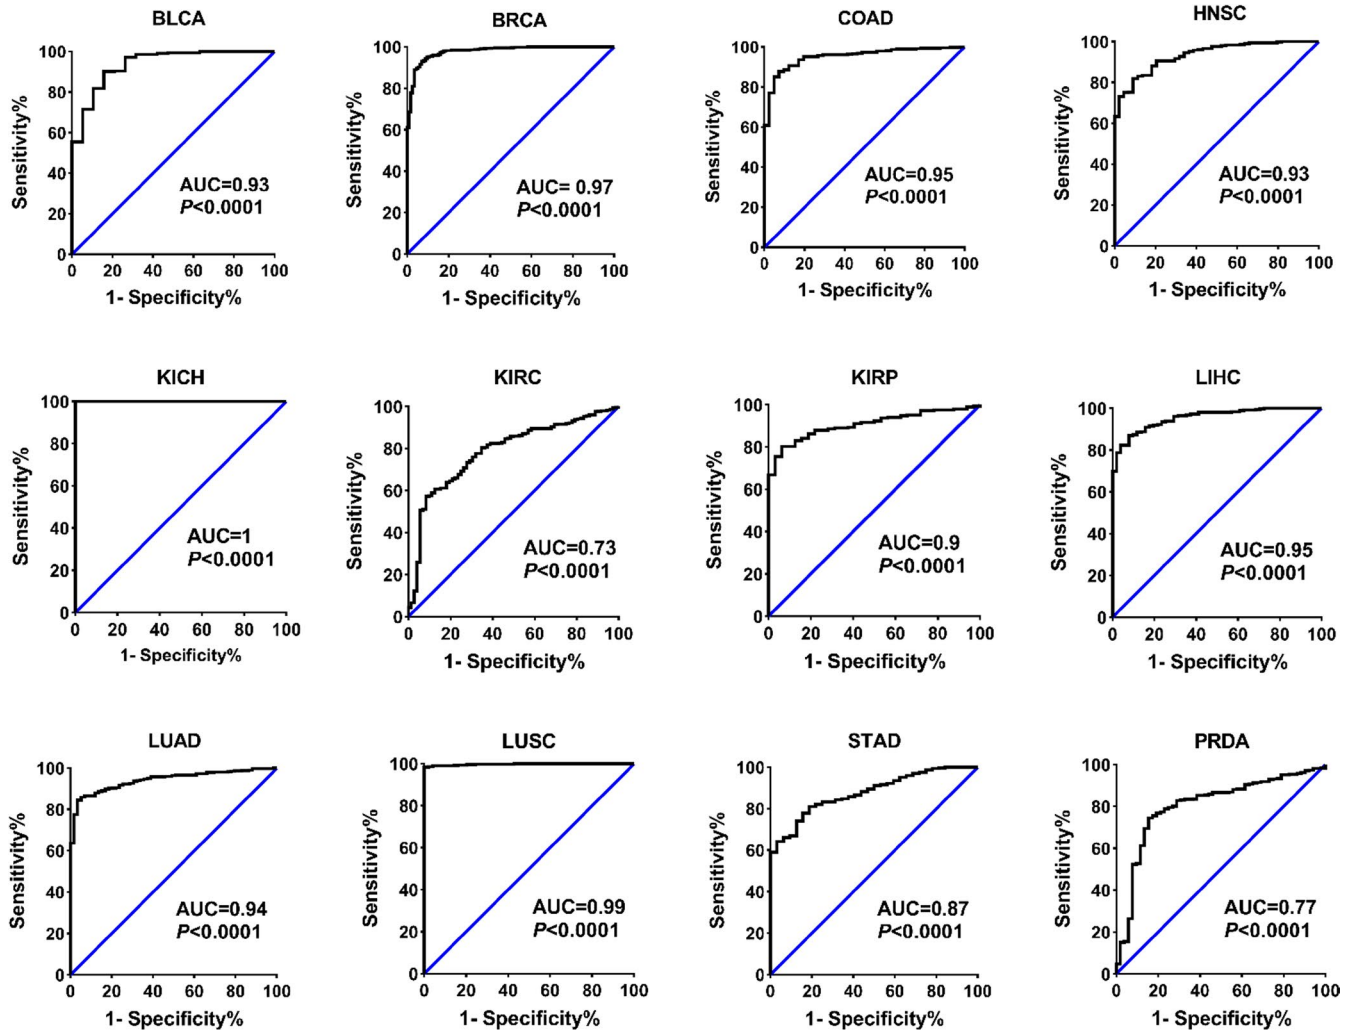 BLCA
100
80
60
40
20
0
Sensitivity%
AUC=0.93
P<0.0001
0 20 40 60 80 100
1- Specificity%
BRCA
100
80
60
40
20
0
Sensitivity%
AUC= 0.97
P<0.0001
0 20 40 60 80 100
1- Specificity%
COAD
100
80
60
40
20
0
Sensitivity%
AUC=0.95
P<0.0001
0 20 40 60 80 100
1- Specificity%
HNSC
100
80
60
40
20
0
Sensitivity%
AUC=0.93
P<0.0001
0 20 40 60 80 100
1- Specificity%
KICH
100
80
60
40
20
0
Sensitivity%
AUC=1
P<0.0001
0 20 40 60 80 100
1- Specificity%
KIRC
100
80
60
40
20
0
Sensitivity%
AUC=0.73
P<0.0001
0 20 40 60 80 100
1- Specificity%
KIRP
100
80
60
40
20
0
Sensitivity%
AUC=0.9
P<0.0001
0 20 40 60 80 100
1- Specificity%
LIHC
100
80
60
40
20
0
Sensitivity%
AUC=0.95
P<0.0001
0 20 40 60 80 100
1- Specificity%
LUAD
100
80
60
40
20
0
Sensitivity%
AUC=0.94
P<0.0001
0 20 40 60 80 100
1- Specificity%
LUSC
100
80
60
40
20
0
Sensitivity%
AUC=0.99
P<0.0001
0 20 40 60 80 100
1- Specificity%
STAD
100
80
60
40
20
0
Sensitivity%
AUC=0.87
P<0.0001
0 20 40 60 80 100
1- Specificity%
PRDA
100
80
60
40
20
0
Sensitivity%
AUC=0.77
P<0.0001
0 20 40 60 80 100
1- Specificity%